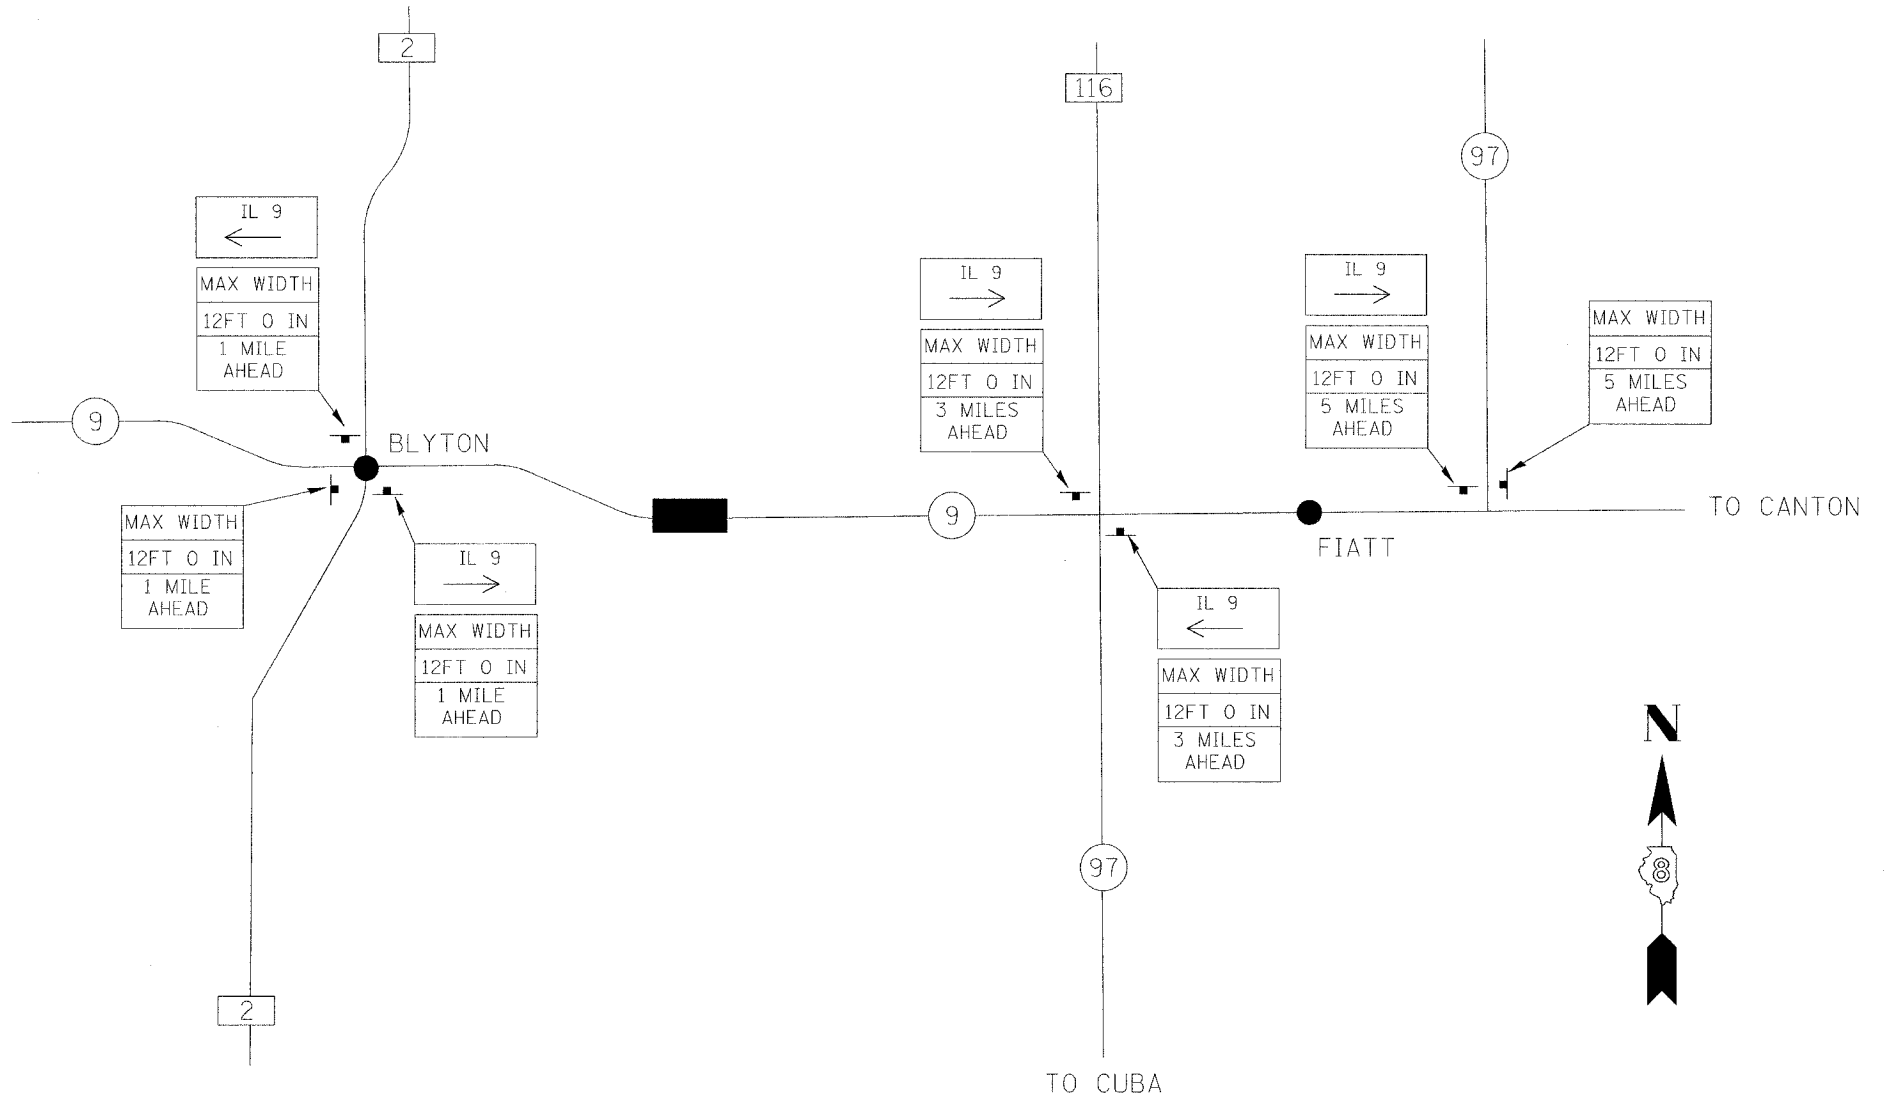 2
116
97
IL 9
MAX WIDTH
12FT 0 IN
1 MILE
AHEAD
IL 9
MAX WIDTH
12FT 0 IN
3 MILES
AHEAD
IL 9
MAX WIDTH
12FT 0 IN
5 MILES
AHEAD
MAX WIDTH
12FT 0 IN
5 MILES
AHEAD
9
BLYTON
MAX WIDTH
12FT 0 IN
1 MILE
AHEAD
IL 9
MAX WIDTH
12FT 0 IN
1 MILE
AHEAD
9
FIATT
TO CANTON
IL 9
MAX WIDTH
12FT 0 IN
3 MILES
AHEAD
N
8
97
2
TO CUBA